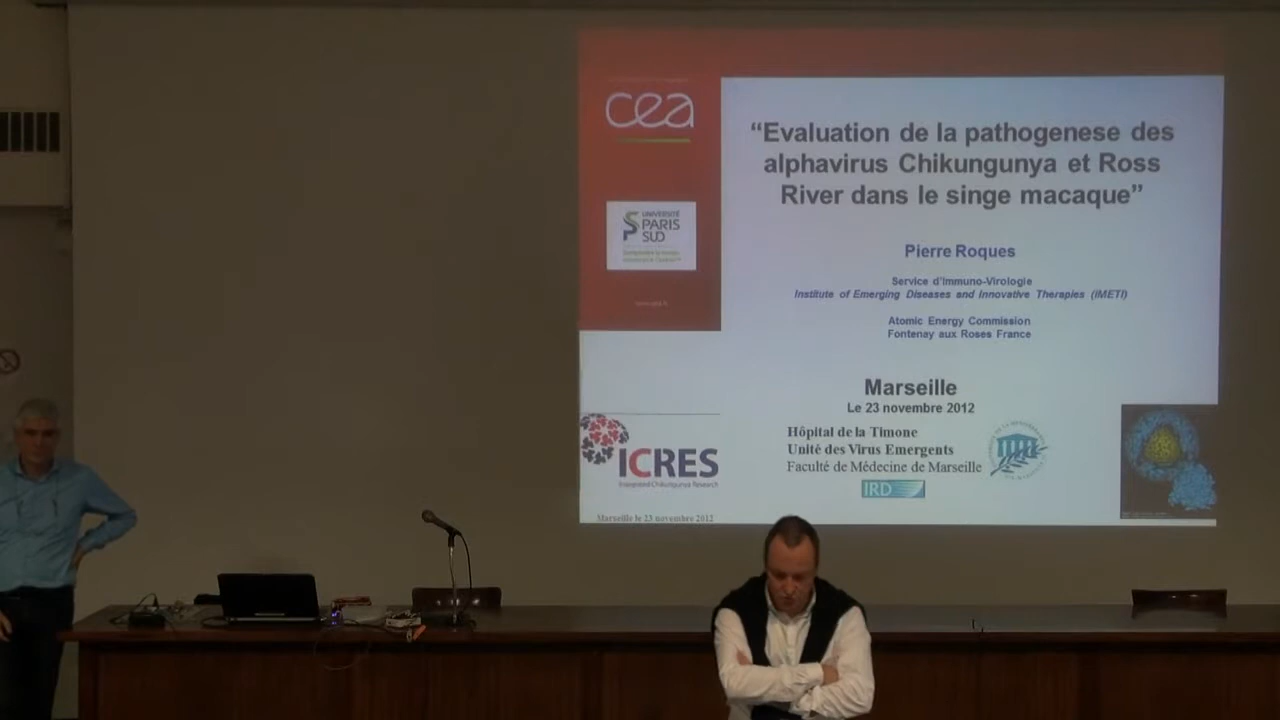 cea
UNIVERSITÉ
PARIS
SUD
“Evaluation de la pathogenese des
alphavirus Chikungunya et Ross
River dans le singe macaque”
Pierre Roques
Service d’Immuno-Virologie
Institute of Emerging Diseases and Innovative Therapies (IMETI)
Atomic Energy Commission
Fontenay aux Roses France
Marseille
Le 23 novembre 2012
Hôpital de la Timone
Unité des Virus Emergents
Faculté de Médecine de Marseille
IRD
ICRES
Integrated Chikungunya Research
Marseille le 23 novembre 2012